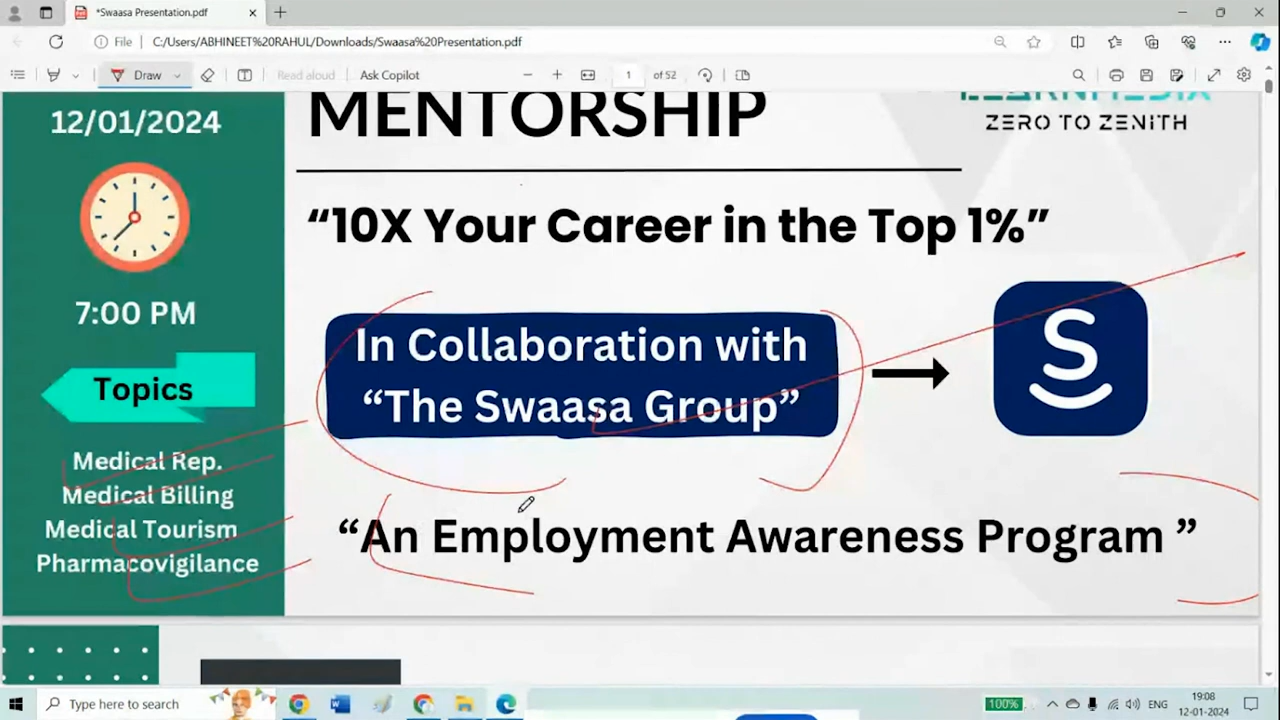 *Swaasa Presentation.pdf
File
C:/Users/ABHINEET%20RAHUL/Downloads/Swaasa%20Presentation.pdf
Draw
Read aloud
Ask Copilot
1
of 52
12/01/2024
7:00 PM
Topics
Medical Rep.
Medical Billing
Medical Tourism
Pharmacovigilance
MENTORSHIP
LEARNMEDIX
ZERO TO ZENITH
“10X Your Career in the Top 1%”
In Collaboration with
“The Swaasa Group”
S
“An Employment Awareness Program ”
Type here to search
100%
ENG
19:08
12-01-2024